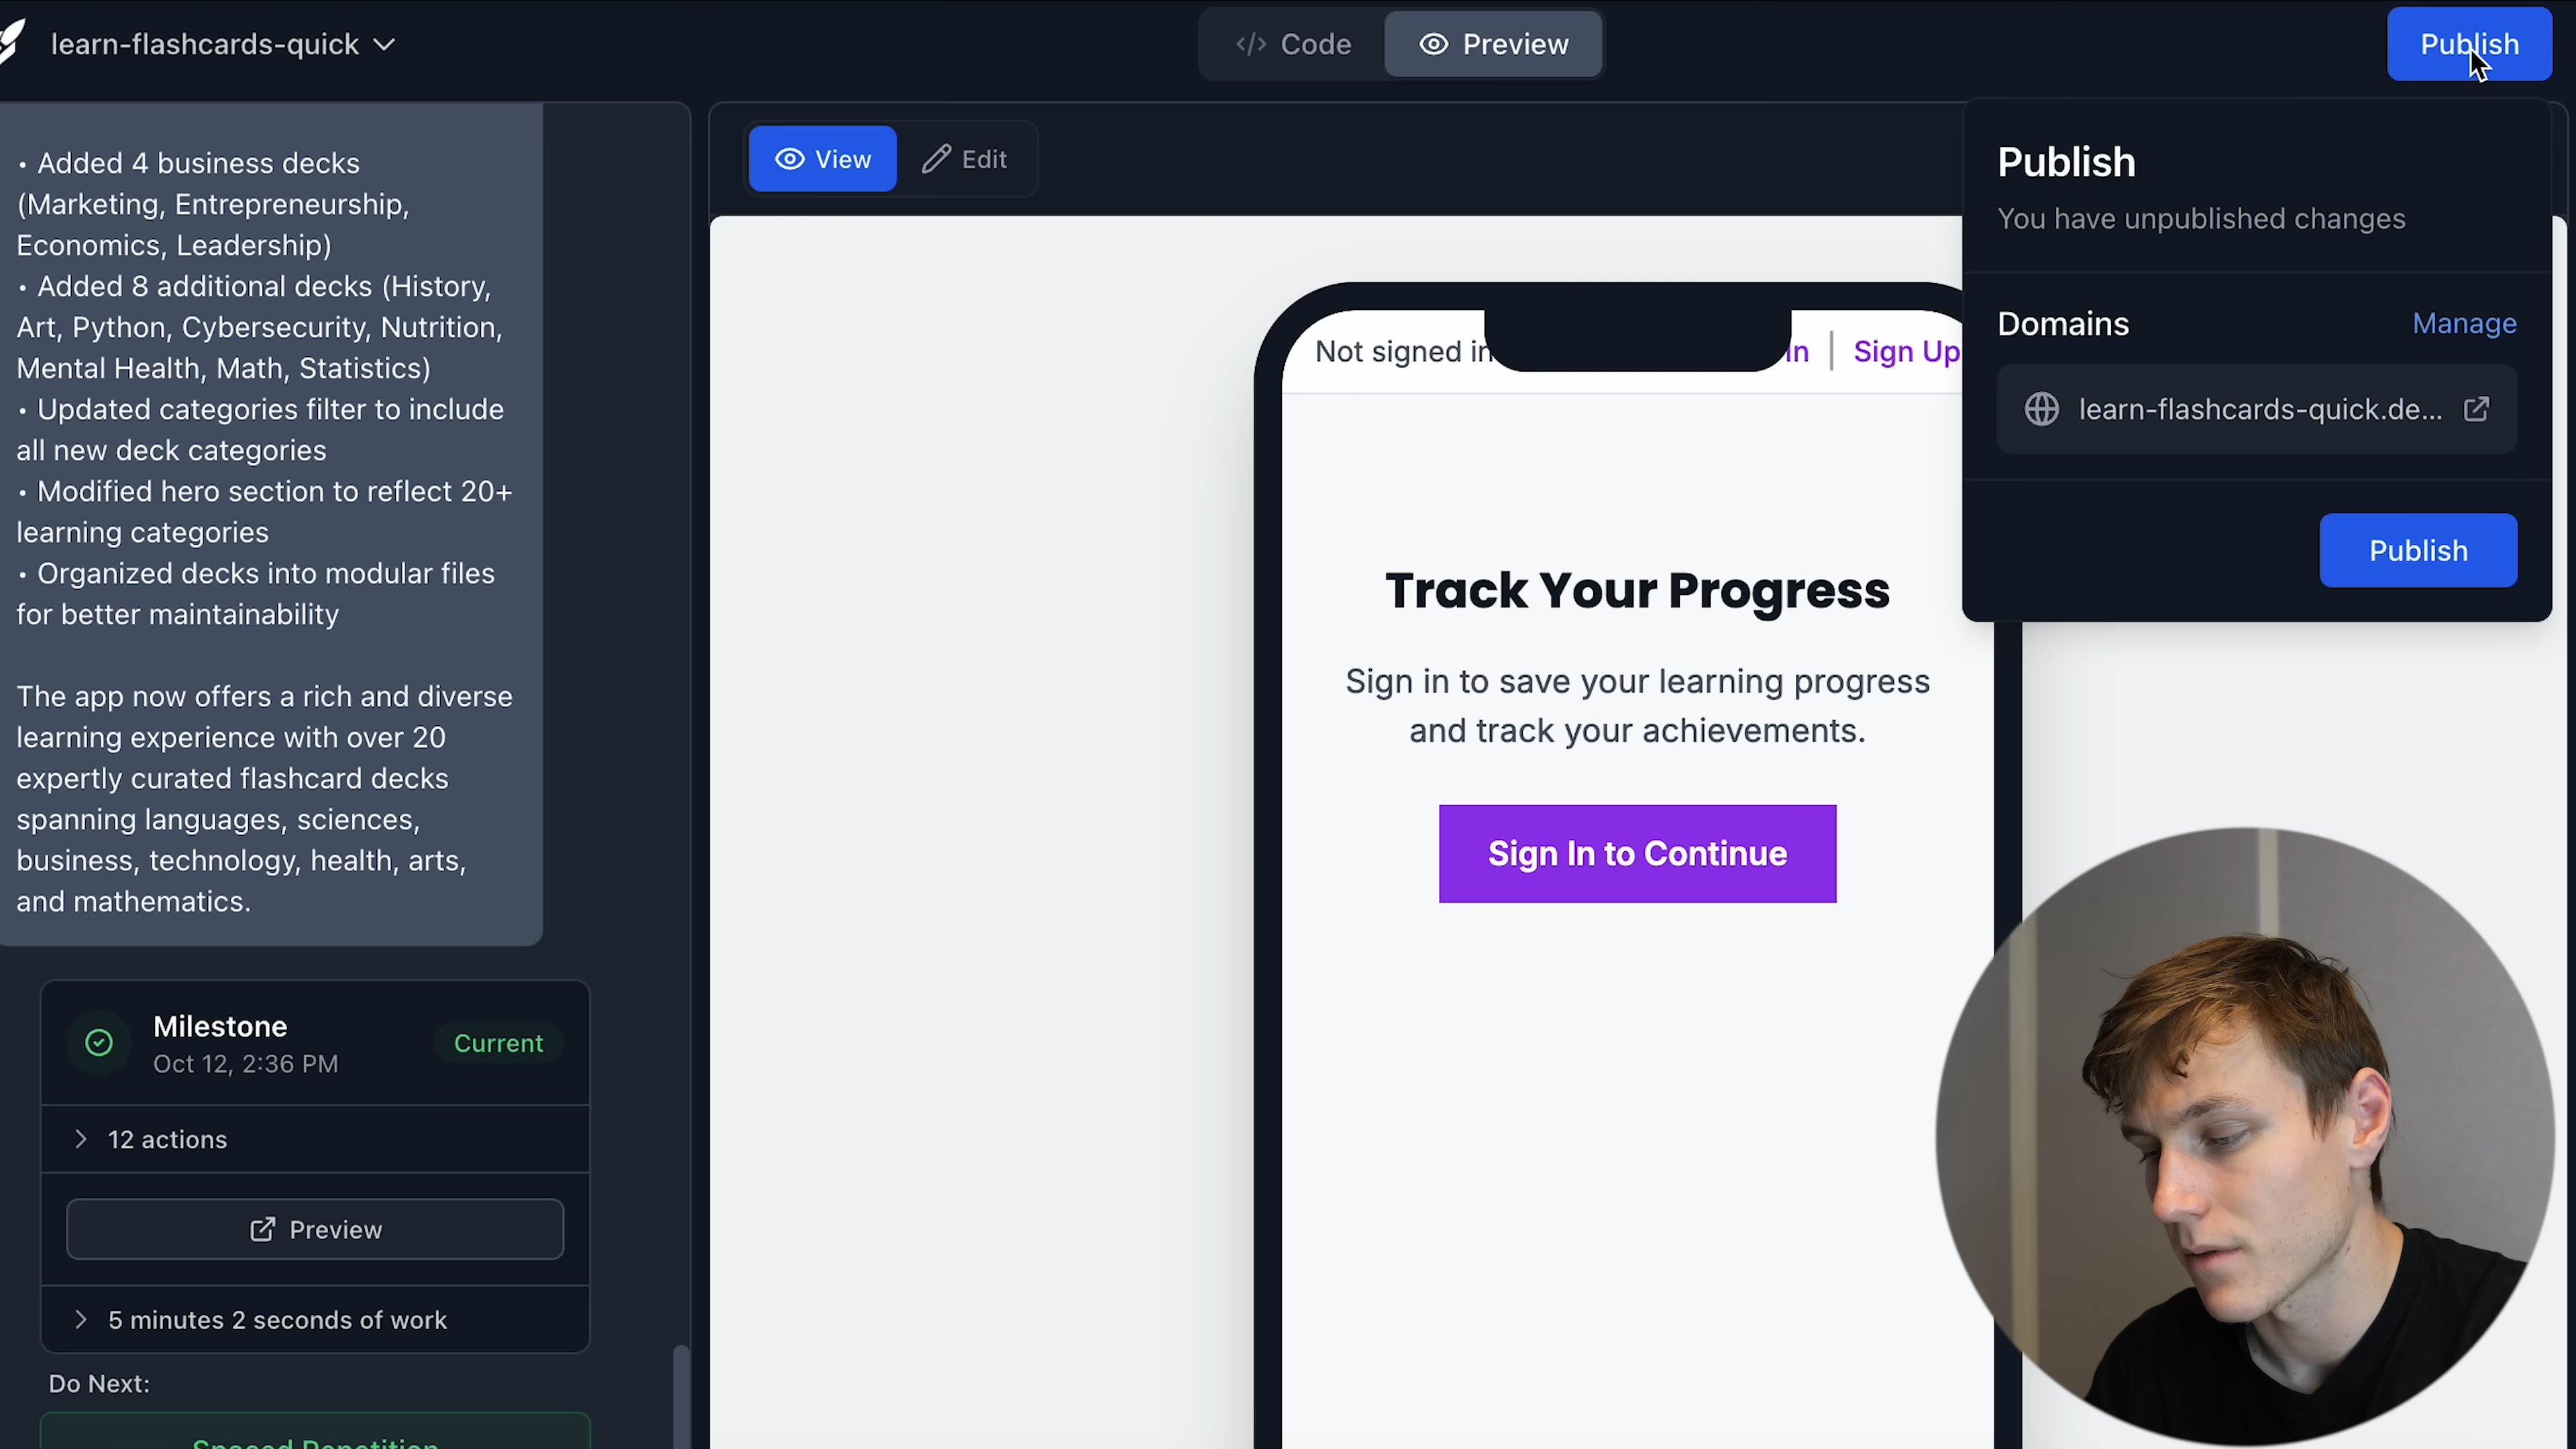 learn-flashcards-quick
Code
Preview
Publish
• Added 4 business decks
(Marketing, Entrepreneurship,
Economics, Leadership)
• Added 8 additional decks (History,
Art, Python, Cybersecurity, Nutrition,
Mental Health, Math, Statistics)
• Updated categories filter to include
all new deck categories
• Modified hero section to reflect 20+
learning categories
• Organized decks into modular files
for better maintainability
The app now offers a rich and diverse
learning experience with over 20
expertly curated flashcard decks
spanning languages, sciences,
business, technology, health, arts,
and mathematics.
Milestone
Oct 12, 2:36 PM
Current
12 actions
Preview
5 minutes 2 seconds of work
Do Next:
Spaced Repetition
View
Edit
Not signed in
In | Sign Up
Track Your Progress
Sign in to save your learning progress
and track your achievements.
Sign In to Continue
Publish
You have unpublished changes
Domains
Manage
learn-flashcards-quick.de...
Publish